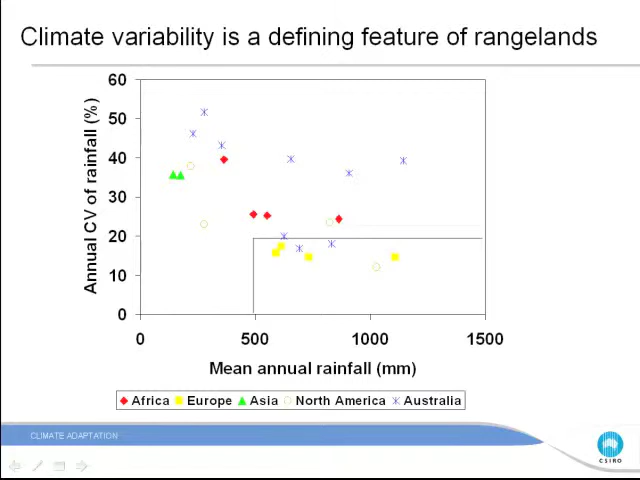 Climate variability is a defining feature of rangelands
60
50
40
30
20
10
0
Annual CV of rainfall (%)
0 500 1000 1500
Mean annual rainfall (mm)
Africa Europe Asia North America Australia
CLIMATE ADAPTATION
CSIRO